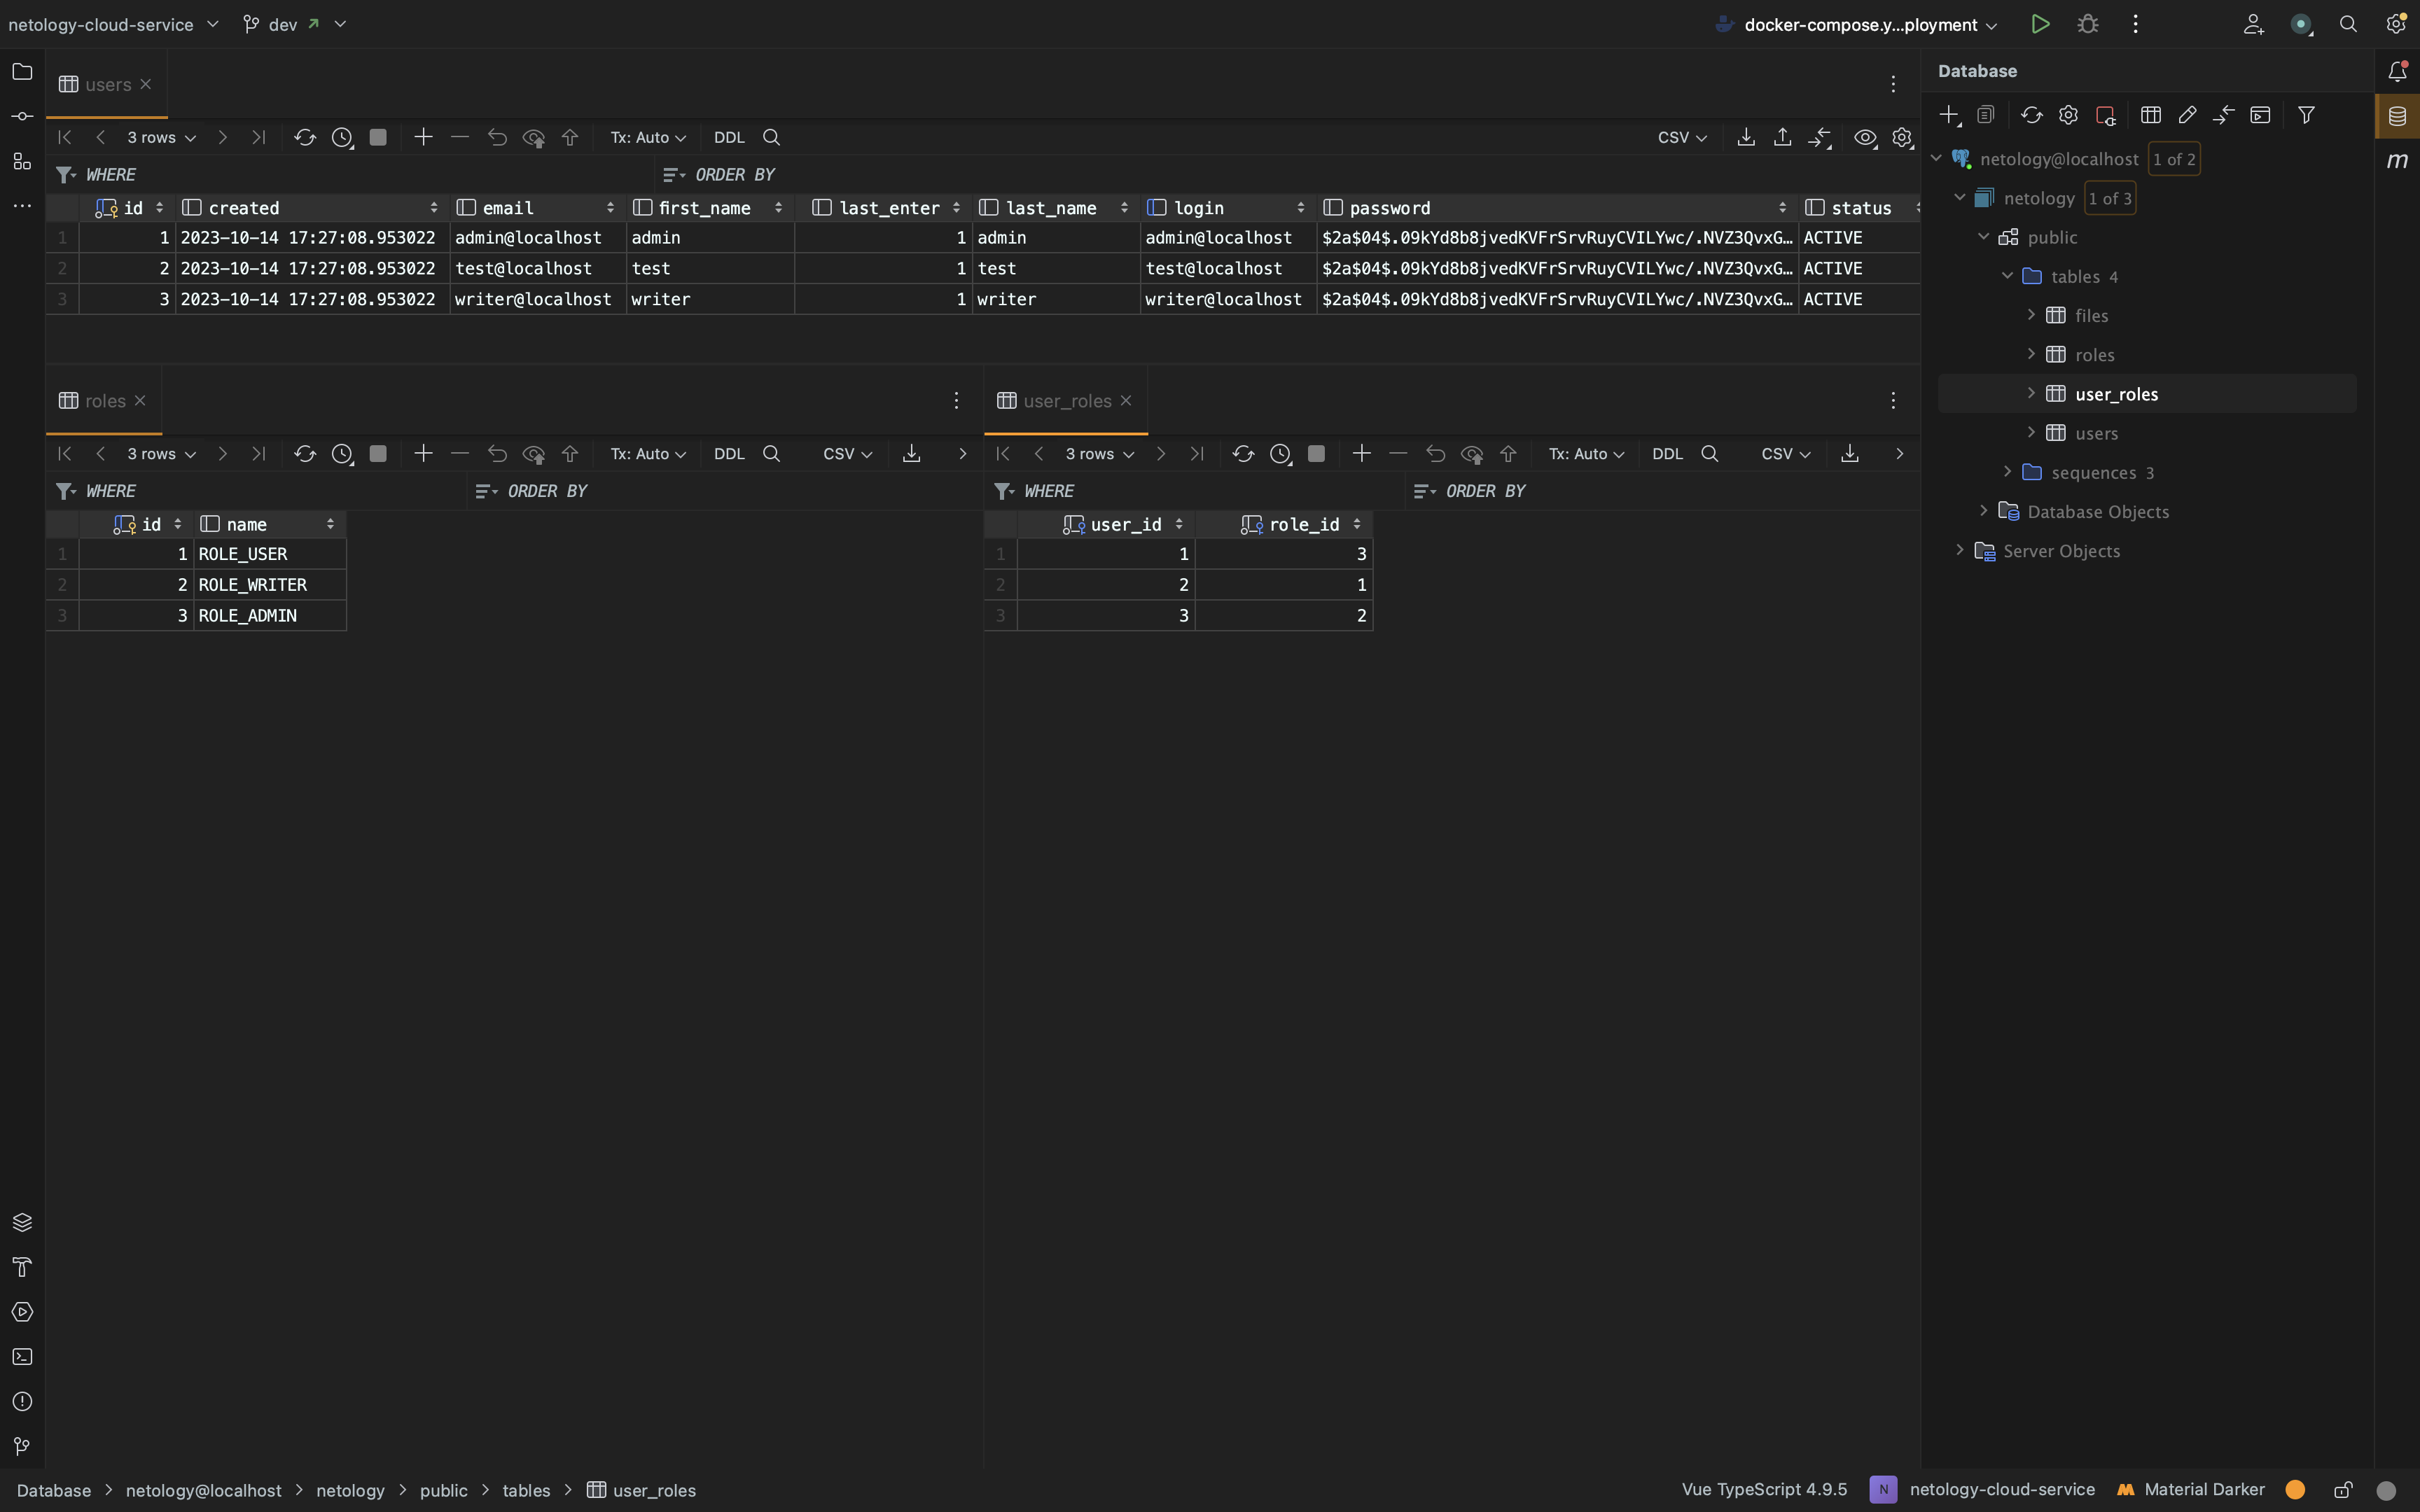 netology-cloud-service dev docker-compose.y...ployment
users
3 rows Tx: Auto DDL CSV
WHERE ORDER BY
id created email first_name last_enter last_name login password status
1 1 2023-10-14 17:27:08.953022 admin@localhost admin 1 admin admin@localhost $2a$04$.09kYd8b8jvedKVFrSrvRuyCVILYwc/.NVZ3QvxG… ACTIVE
2 2 2023-10-14 17:27:08.953022 test@localhost test 1 test test@localhost $2a$04$.09kYd8b8jvedKVFrSrvRuyCVILYwc/.NVZ3QvxG… ACTIVE
3 3 2023-10-14 17:27:08.953022 writer@localhost writer 1 writer writer@localhost $2a$04$.09kYd8b8jvedKVFrSrvRuyCVILYwc/.NVZ3QvxG… ACTIVE
roles
3 rows Tx: Auto DDL CSV
WHERE ORDER BY
id name
1 1 ROLE_USER
2 2 ROLE_WRITER
3 3 ROLE_ADMIN
user_roles
3 rows Tx: Auto DDL CSV
WHERE ORDER BY
user_id role_id
1 1 3
2 2 1
3 3 2
Database
netology@localhost 1 of 2
netology 1 of 3
public
tables 4
files
roles
user_roles
users
sequences 3
Database Objects
Server Objects
m
Database > netology@localhost > netology > public > tables > user_roles
Vue TypeScript 4.9.5 N netology-cloud-service Material Darker